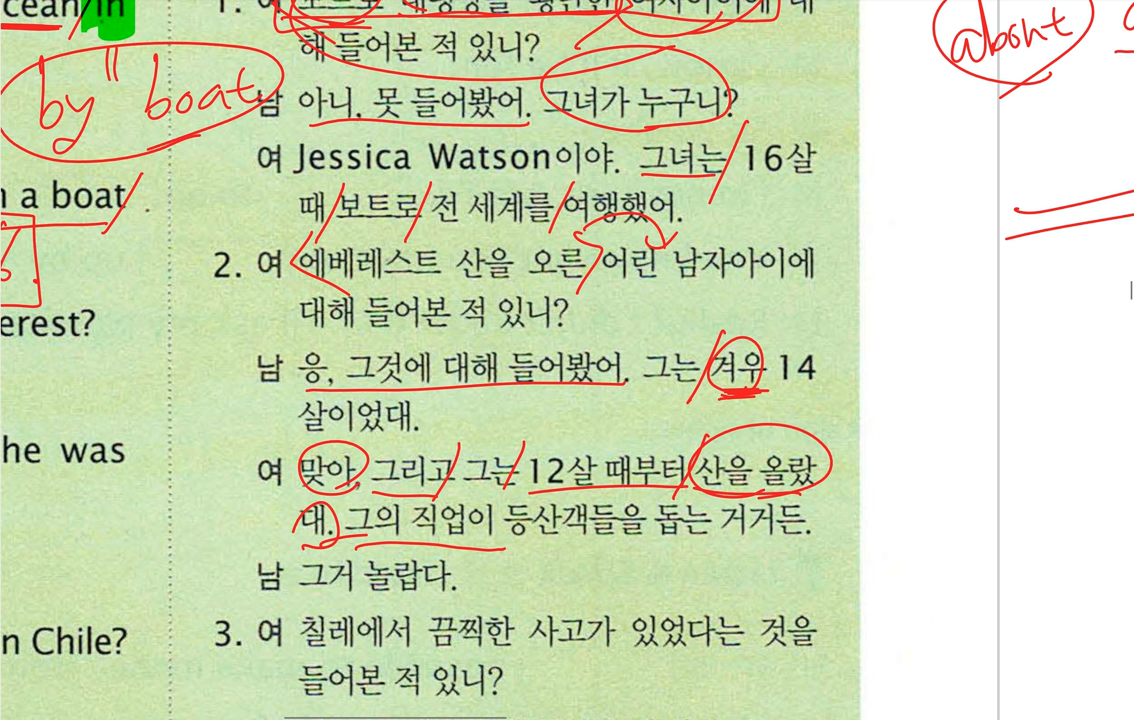 cean/in
by boat
n a boat
erest?
he was
n Chile?
해 들어본 적 있니?
남 아니, 못 들어봤어. 그녀가 누구니?
여 Jessica Watson이야. 그녀는 16살
때 보트로 전 세계를 여행했어.
2. 여 에베레스트 산을 오른 어린 남자아이에
대해 들어본 적 있니?
남 응, 그것에 대해 들어봤어. 그는 겨우 14
살이었대.
여 맞아, 그리고 그는 12살 때부터 산을 올랐
대. 그의 직업이 등산객들을 돕는 거거든.
남 그거 놀랍다.
3. 여 칠레에서 끔찍한 사고가 있었다는 것을
들어본 적 있니?
about